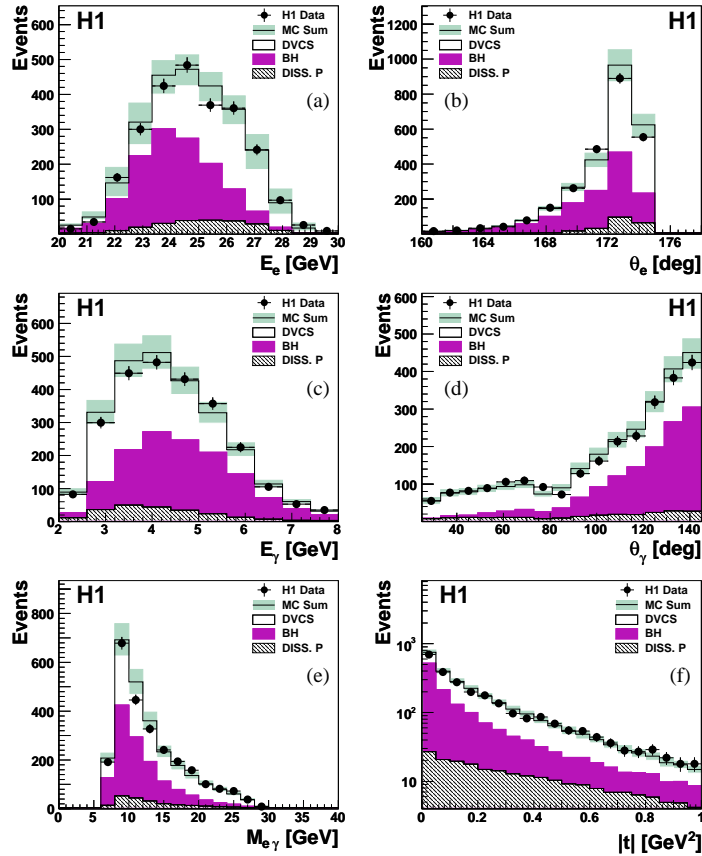 H1
H1 Data
MC Sum
DVCS
BH
DISS. P
(a)
Events
600
500
400
300
200
100
20 21 22 23 24 25 26 27 28 29 30
E_e [GeV]
H1
H1 Data
MC Sum
DVCS
BH
DISS. P
(b)
Events
1300
1000
800
600
400
200
160 164 168 172 176
θ_e [deg]
H1
H1 Data
MC Sum
DVCS
BH
DISS. P
(c)
Events
600
500
400
300
200
100
0
2 3 4 5 6 7 8
E_γ [GeV]
H1
H1 Data
MC Sum
DVCS
BH
DISS. P
(d)
Events
600
500
400
300
200
100
0
40 60 80 100 120 140
θ_γ [deg]
H1
H1 Data
MC Sum
DVCS
BH
DISS. P
(e)
Events
800
600
400
200
0
0 5 10 15 20 25 30 35 40
M_eγ [GeV]
H1
H1 Data
MC Sum
DVCS
BH
DISS. P
(f)
Events
10³
10²
10
0 0.2 0.4 0.6 0.8 1
|t| [GeV²]